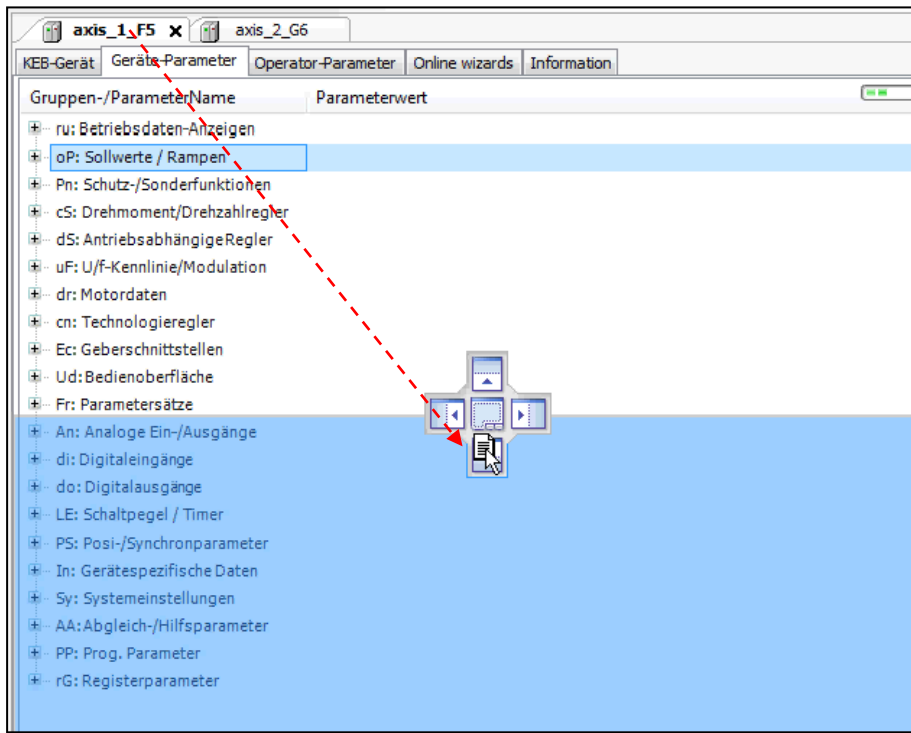 axis_1_F5 x axis_2_G6
KEB-Gerät Geräte-Parameter Operator-Parameter Online wizards Information
Gruppen-/ParameterName Parameterwert
ru: Betriebsdaten-Anzeigen
oP: Sollwerte / Rampen
Pn: Schutz-/Sonderfunktionen
cS: Drehmoment/Drehzahlregler
dS: Antriebsabhängige Regler
uF: U/f-Kennlinie/Modulation
dr: Motordaten
cn: Technologieregler
Ec: Geberschnittstellen
Ud: Bedienoberfläche
Fr: Parametersätze
An: Analoge Ein-/Ausgänge
di: Digitaleingänge
do: Digitalausgänge
LE: Schaltpegel / Timer
PS: Posi-/Synchronparameter
In: Gerätespezifische Daten
Sy: Systemeinstellungen
AA: Abgleich-/Hilfsparameter
PP: Prog. Parameter
rG: Registerparameter